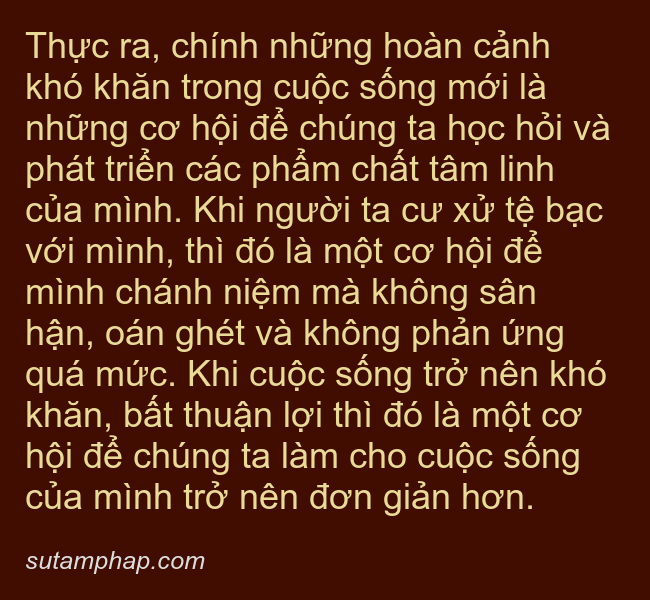 Thực ra, chính những hoàn cảnh
khó khăn trong cuộc sống mới là
những cơ hội để chúng ta học hỏi và
phát triển các phẩm chất tâm linh
của mình. Khi người ta cư xử tệ bạc
với mình, thì đó là một cơ hội để
mình chánh niệm mà không sân
hận, oán ghét và không phản ứng
quá mức. Khi cuộc sống trở nên khó
khăn, bất thuận lợi thì đó là một cơ
hội để chúng ta làm cho cuộc sống
của mình trở nên đơn giản hơn.
sutamphap.com